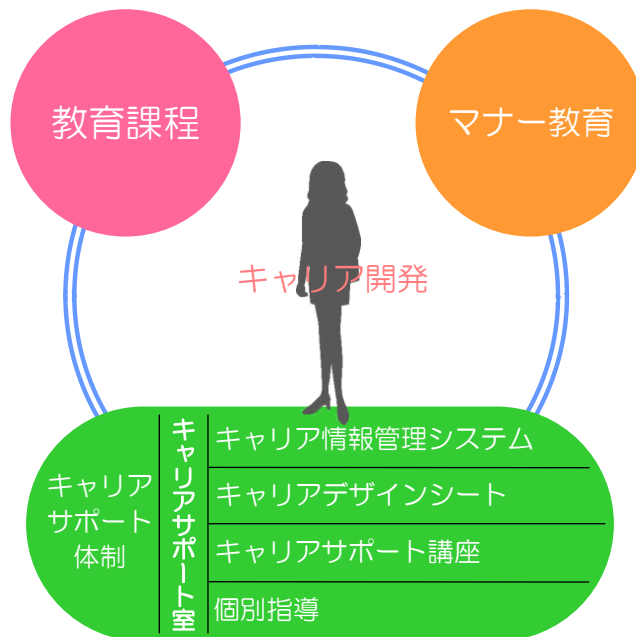 教育課程
マナー教育
キャリア開発
キャリア
サポート
体制
キャリアサポート室
キャリア情報管理システム
キャリアデザインシート
キャリアサポート講座
個別指導